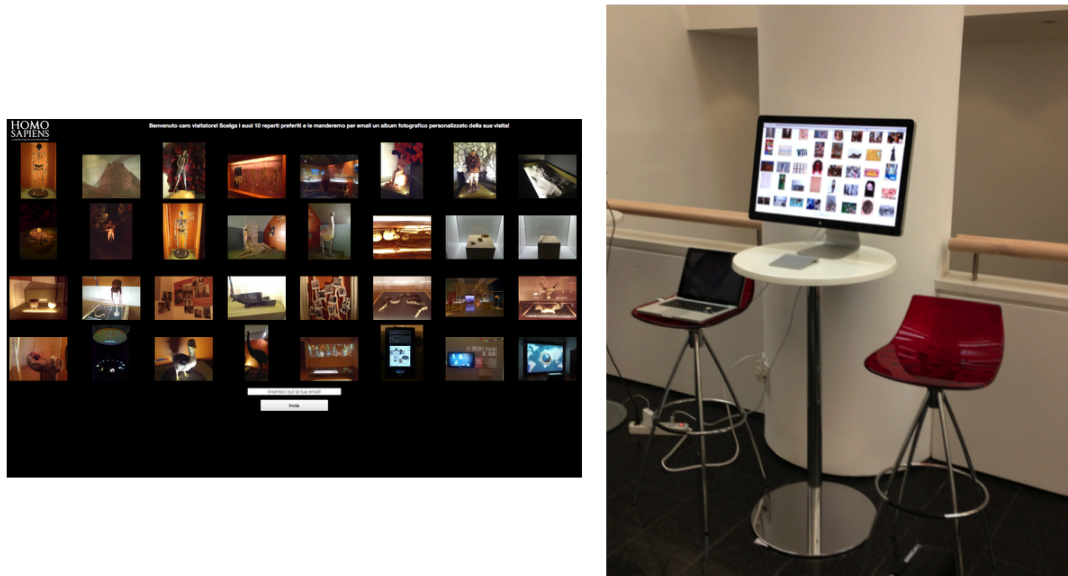 HOMO
SAPIENS
Benvenuto caro visitatore! Scelga i suoi 10 reperti preferiti e le manderemo per email un album fotografico personalizzato della sua visita!
Inserisci qui la tua email
Invia